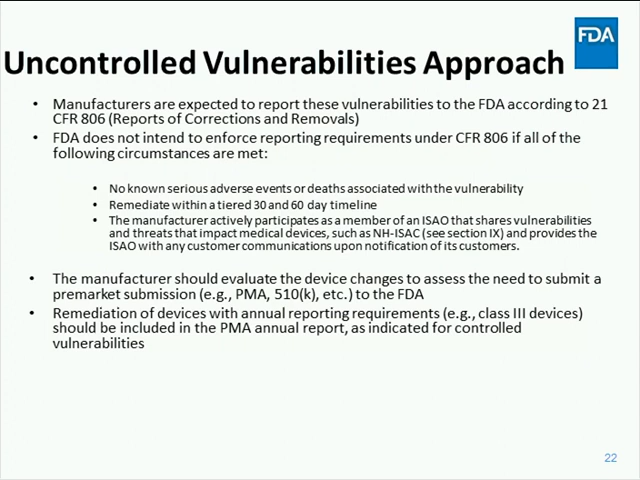 FDA
Uncontrolled Vulnerabilities Approach
• Manufacturers are expected to report these vulnerabilities to the FDA according to 21
CFR 806 (Reports of Corrections and Removals)
• FDA does not intend to enforce reporting requirements under CFR 806 if all of the
following circumstances are met:
• No known serious adverse events or deaths associated with the vulnerability
• Remediate within a tiered 30 and 60 day timeline
• The manufacturer actively participates as a member of an ISAO that shares vulnerabilities
and threats that impact medical devices, such as NH-ISAC (see section IX) and provides the
ISAO with any customer communications upon notification of its customers.
• The manufacturer should evaluate the device changes to assess the need to submit a
premarket submission (e.g., PMA, 510(k), etc.) to the FDA
• Remediation of devices with annual reporting requirements (e.g., class III devices)
should be included in the PMA annual report, as indicated for controlled
vulnerabilities
22